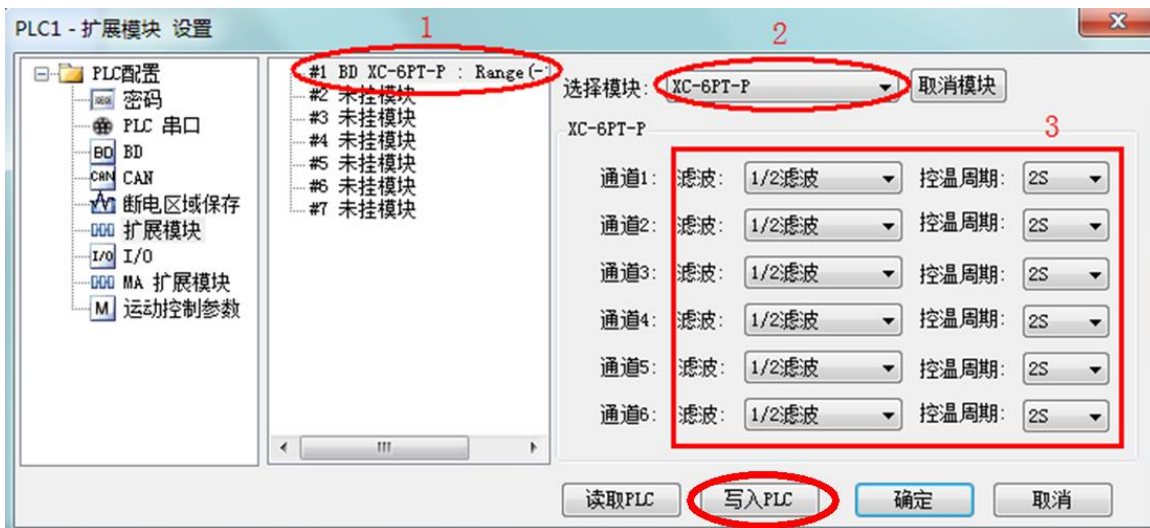 PLC1 - 扩展模块 设置
1
2
3
PLC配置
密码
PLC 串口
BD BD
CAN CAN
断电区域保存
扩展模块
I/O I/O
MA 扩展模块
M 运动控制参数
#1 BD XC-6PT-P : Range(-
#2 未挂模块
#3 未挂模块
#4 未挂模块
#5 未挂模块
#6 未挂模块
#7 未挂模块
选择模块: XC-6PT-P 取消模块
XC-6PT-P
通道1: 滤波: 1/2滤波 控温周期: 2S
通道2: 滤波: 1/2滤波 控温周期: 2S
通道3: 滤波: 1/2滤波 控温周期: 2S
通道4: 滤波: 1/2滤波 控温周期: 2S
通道5: 滤波: 1/2滤波 控温周期: 2S
通道6: 滤波: 1/2滤波 控温周期: 2S
读取PLC 写入PLC 确定 取消